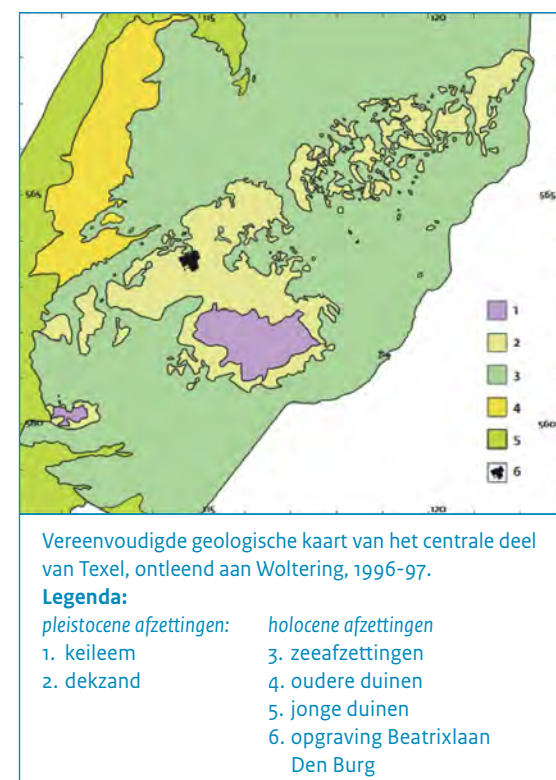 115
120
565
565
1
2
3
4
5
6
560
560
115
120
Vereenvoudigde geologische kaart van het centrale deel
van Texel, ontleend aan Woltering, 1996-97.
Legenda:
pleistocene afzettingen:
1. keileem
2. dekzand
holocene afzettingen
3. zeeafzettingen
4. oudere duinen
5. jonge duinen
6. opgraving Beatrixlaan
Den Burg